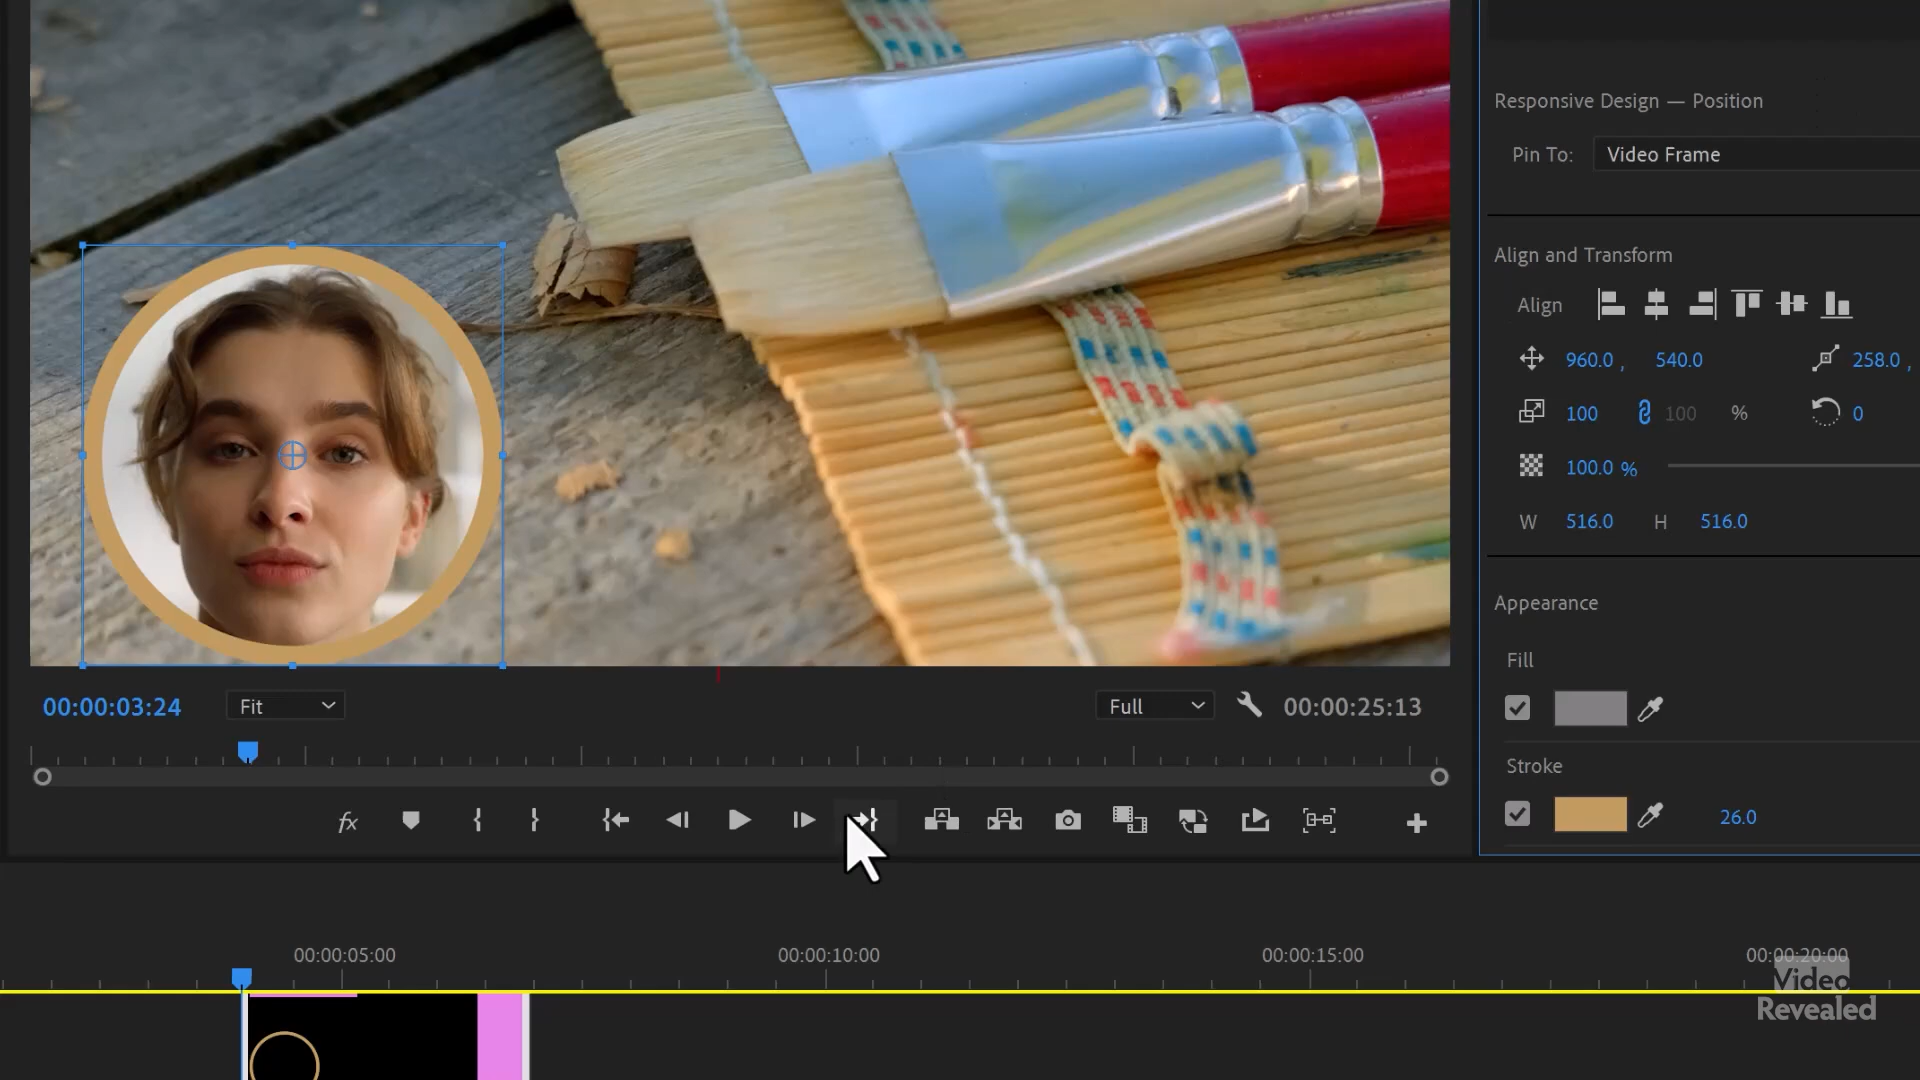 Responsive Design — Position
Pin To: Video Frame
Align and Transform
Align
960.0 , 540.0 258.0 ,
100 100 % 0
100.0 %
W 516.0 H 516.0
Appearance
Fill
Stroke
26.0
00:00:03:24 Fit Full 00:00:25:13
fx
00:00:05:00 00:00:10:00 00:00:15:00 00:00:20:00
Video
Revealed